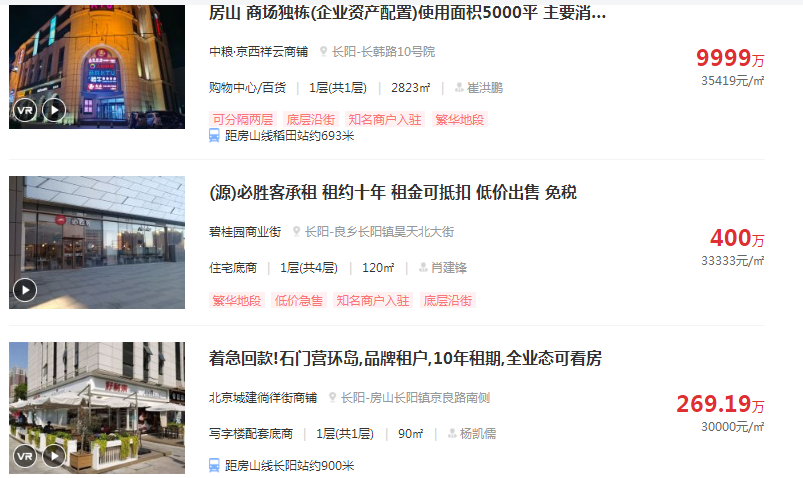 房山 商场独栋(企业资产配置)使用面积5000平 主要消...
中粮·京西祥云商铺 长阳-长韩路10号院
9999万
35419元/㎡
购物中心/百货 | 1层(共1层) | 2823㎡ | 崔洪鹏
可分隔两层 底层沿街 知名商户入驻 繁华地段
VR
距房山线稻田站约693米
(源)必胜客承租 租约十年 租金可抵扣 低价出售 免税
碧桂园商业街 长阳-良乡长阳镇昊天北大街
400万
33333元/㎡
住宅底商 | 1层(共4层) | 120㎡ | 肖建锋
繁华地段 低价急售 知名商户入驻 底层沿街
着急回款!石门营环岛,品牌租户,10年租期,全业态可看房
北京城建徜徉街商铺 长阳-房山长阳镇京良路南侧
269.19万
30000元/㎡
写字楼配套底商 | 1层(共1层) | 90㎡ | 杨凯儒
VR
距房山线长阳站约900米